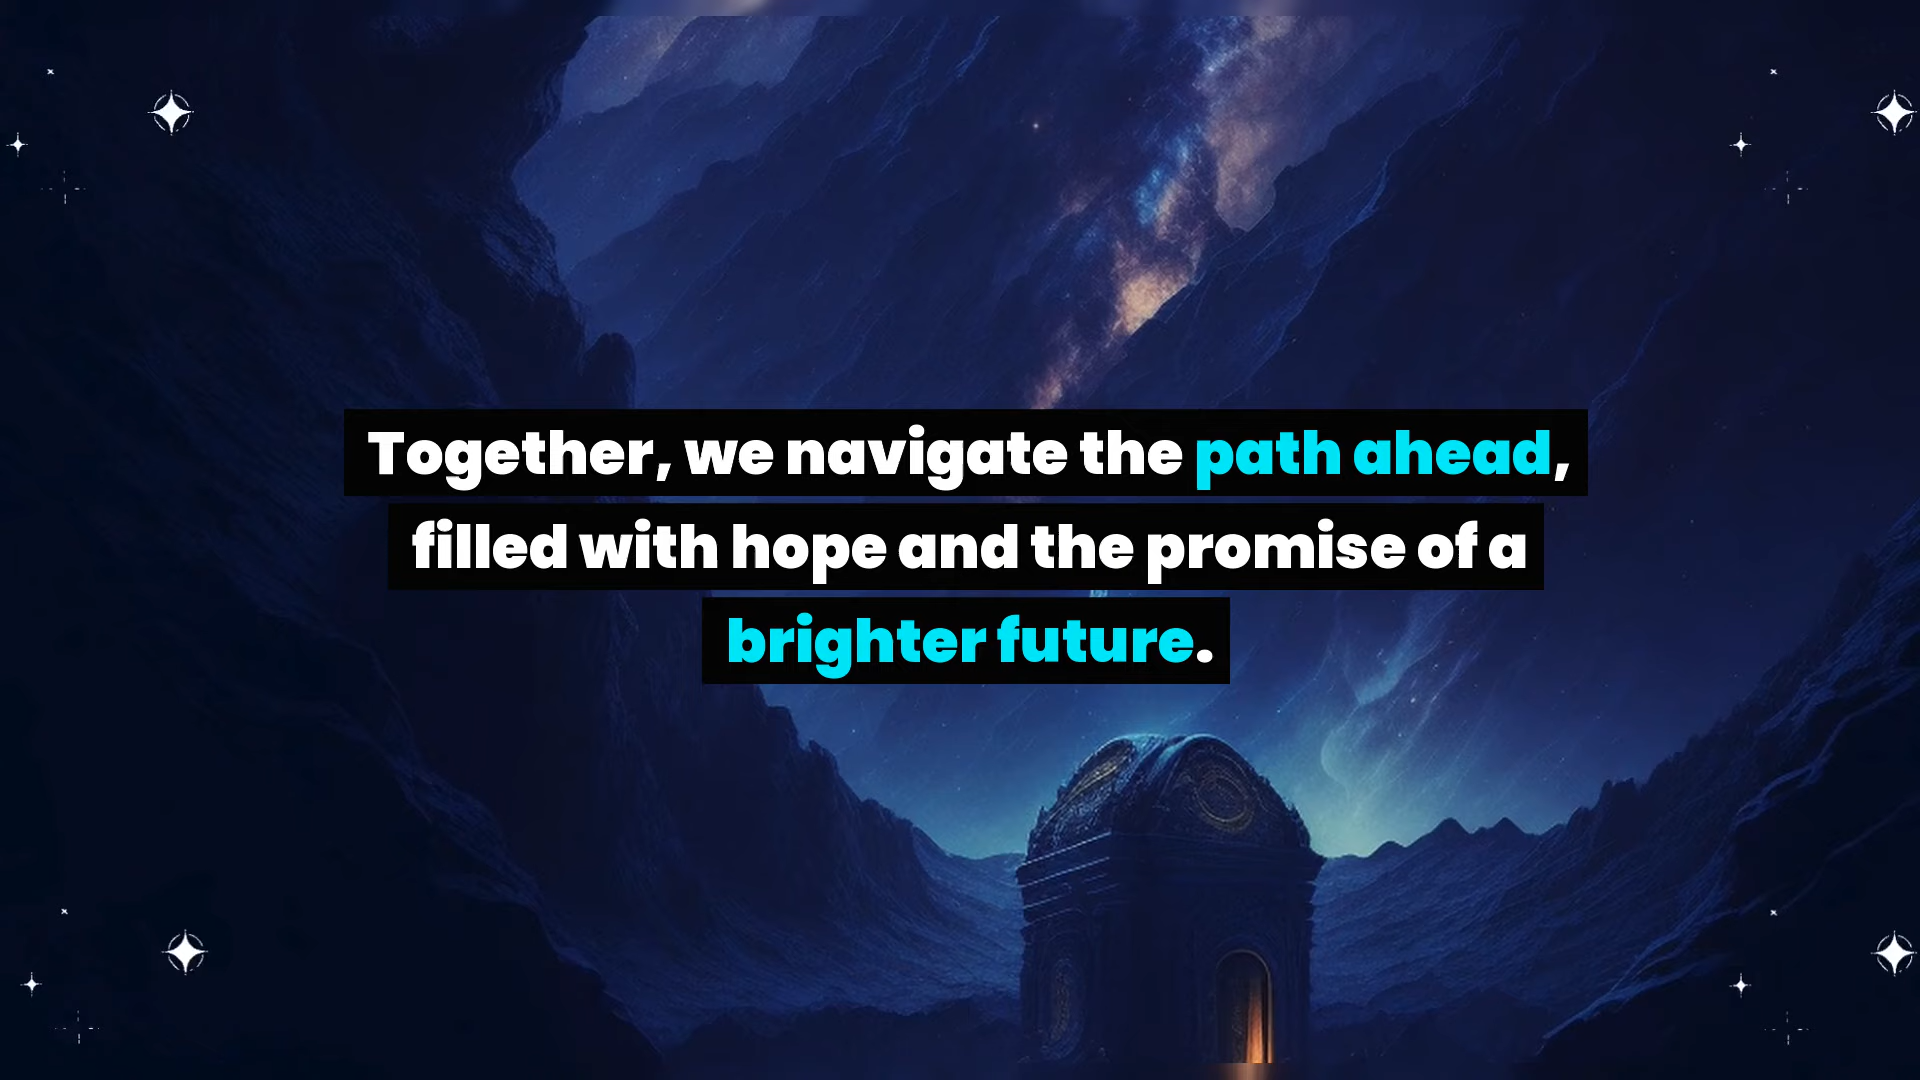 Together, we navigate the path ahead,
filled with hope and the promise of a
brighter future.